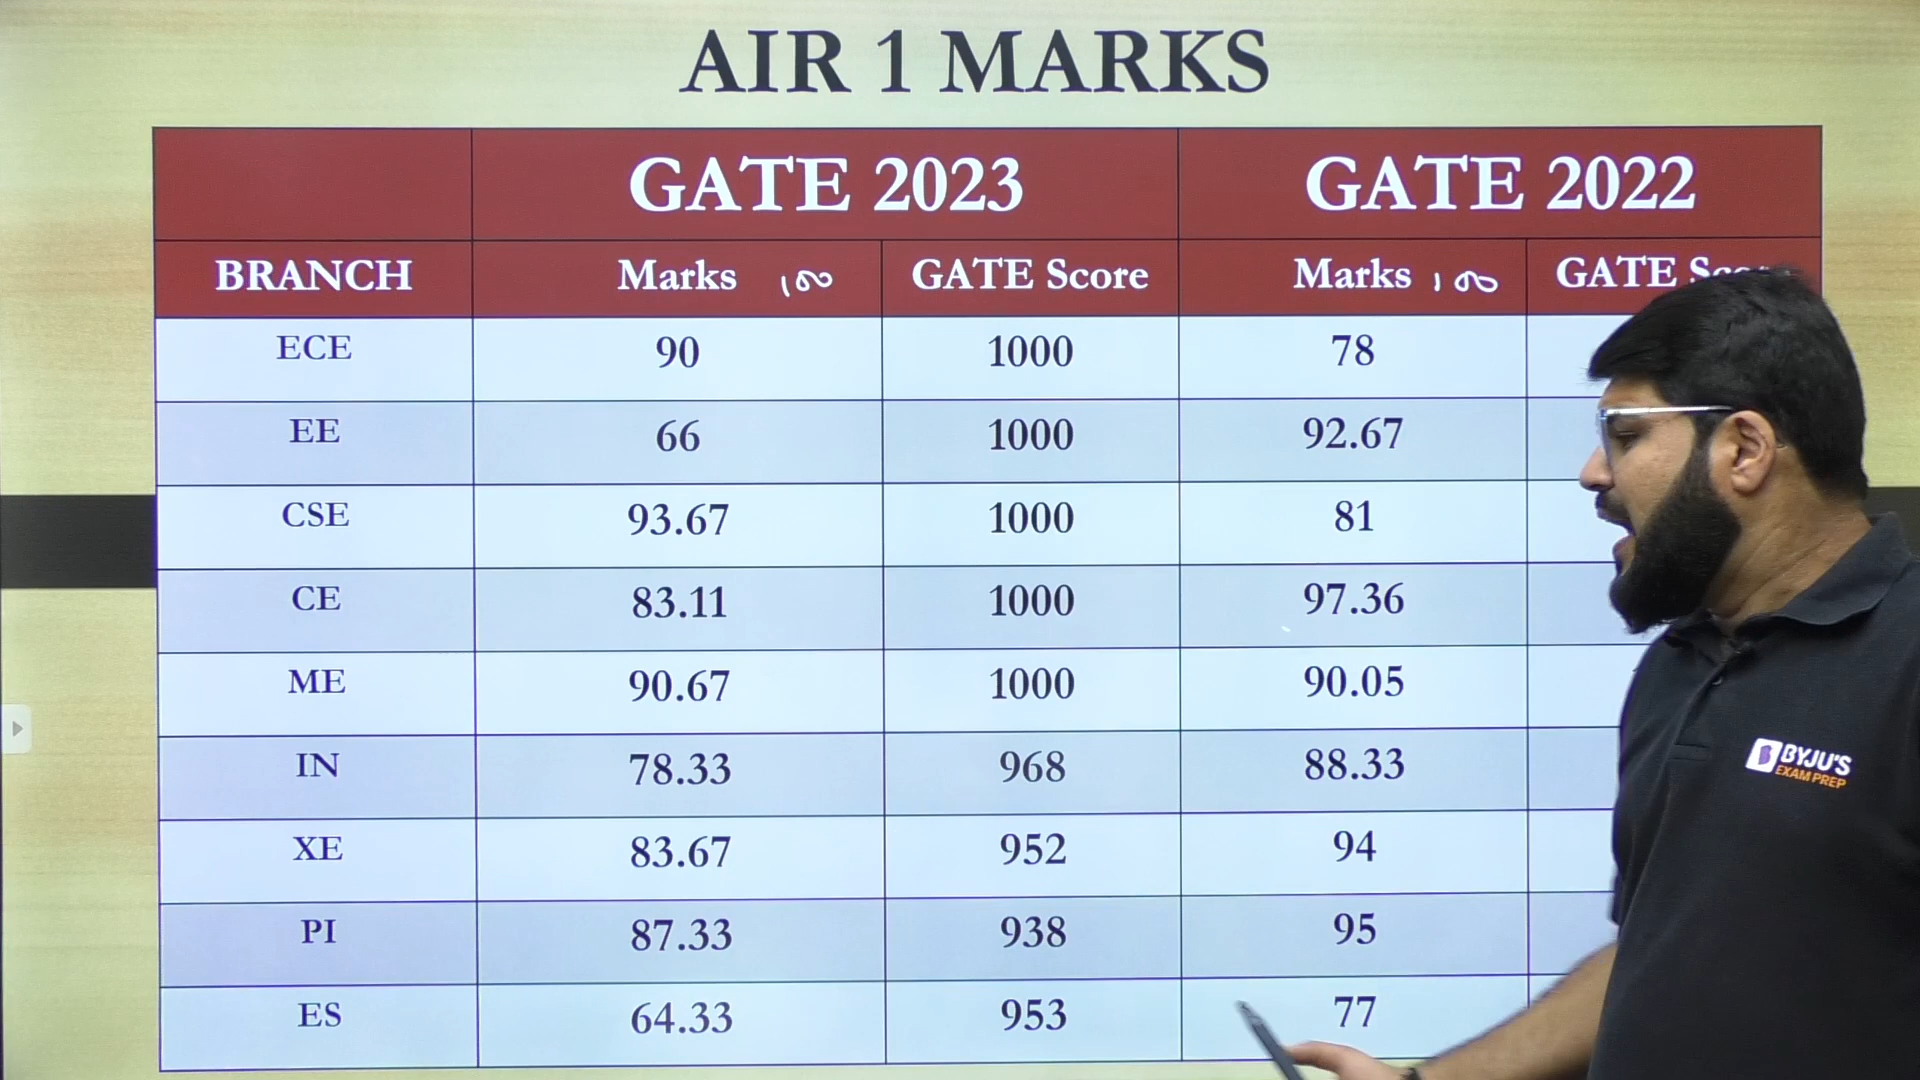 AIR 1 MARKS
GATE 2023 GATE 2022
BRANCH Marks 100 GATE Score Marks 100 GATE
ECE 90 1000 78
EE 66 1000 92.67
CSE 93.67 1000 81
CE 83.11 1000 97.36
ME 90.67 1000 90.05
IN 78.33 968 88.33
XE 83.67 952 94
PI 87.33 938 95
ES 64.33 953 77
BYJU'S
EXAM PREP